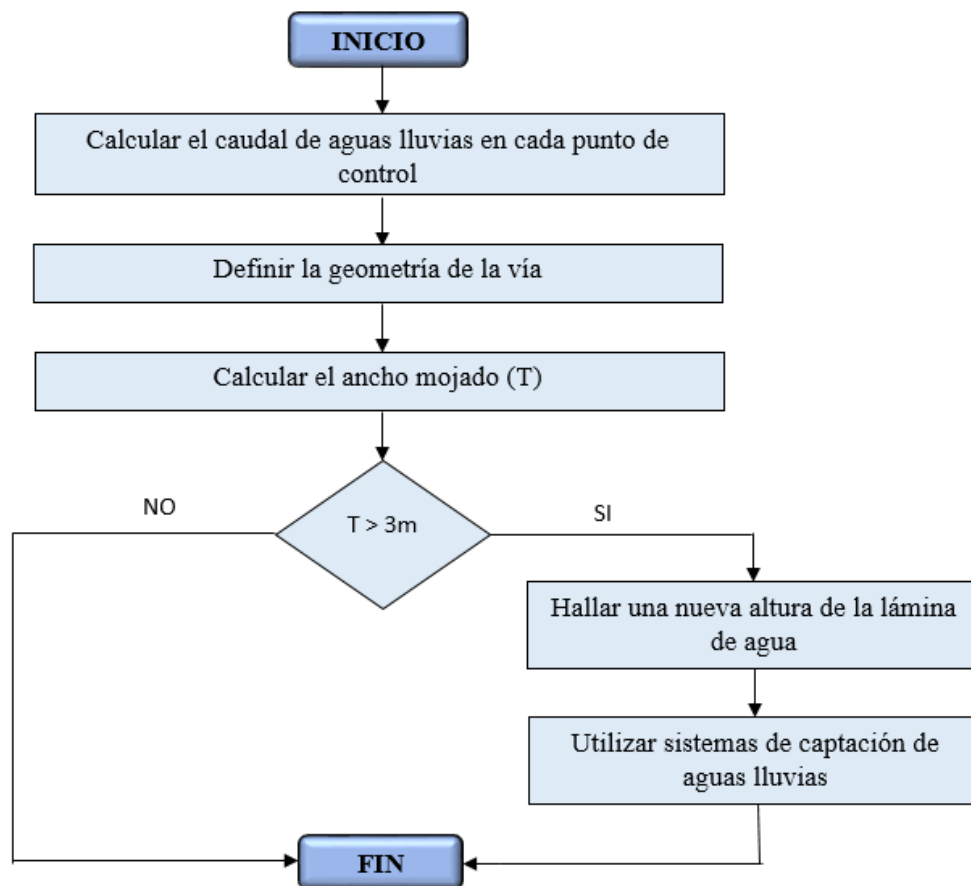 INICIO
Calcular el caudal de aguas lluvias en cada punto de
control
Definir la geometría de la vía
Calcular el ancho mojado (T)
NO
T > 3m
SI
Hallar una nueva altura de la lámina
de agua
Utilizar sistemas de captación de
aguas lluvias
FIN